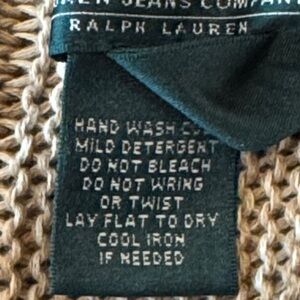 JEANS COMPAN
RALPH LAUREN
HAND WASH
MILD DETERGENT
DO NOT BLEACH
DO NOT WRING
OR TWIST
LAY FLAT TO DRY
COOL IRON
IF NEEDED